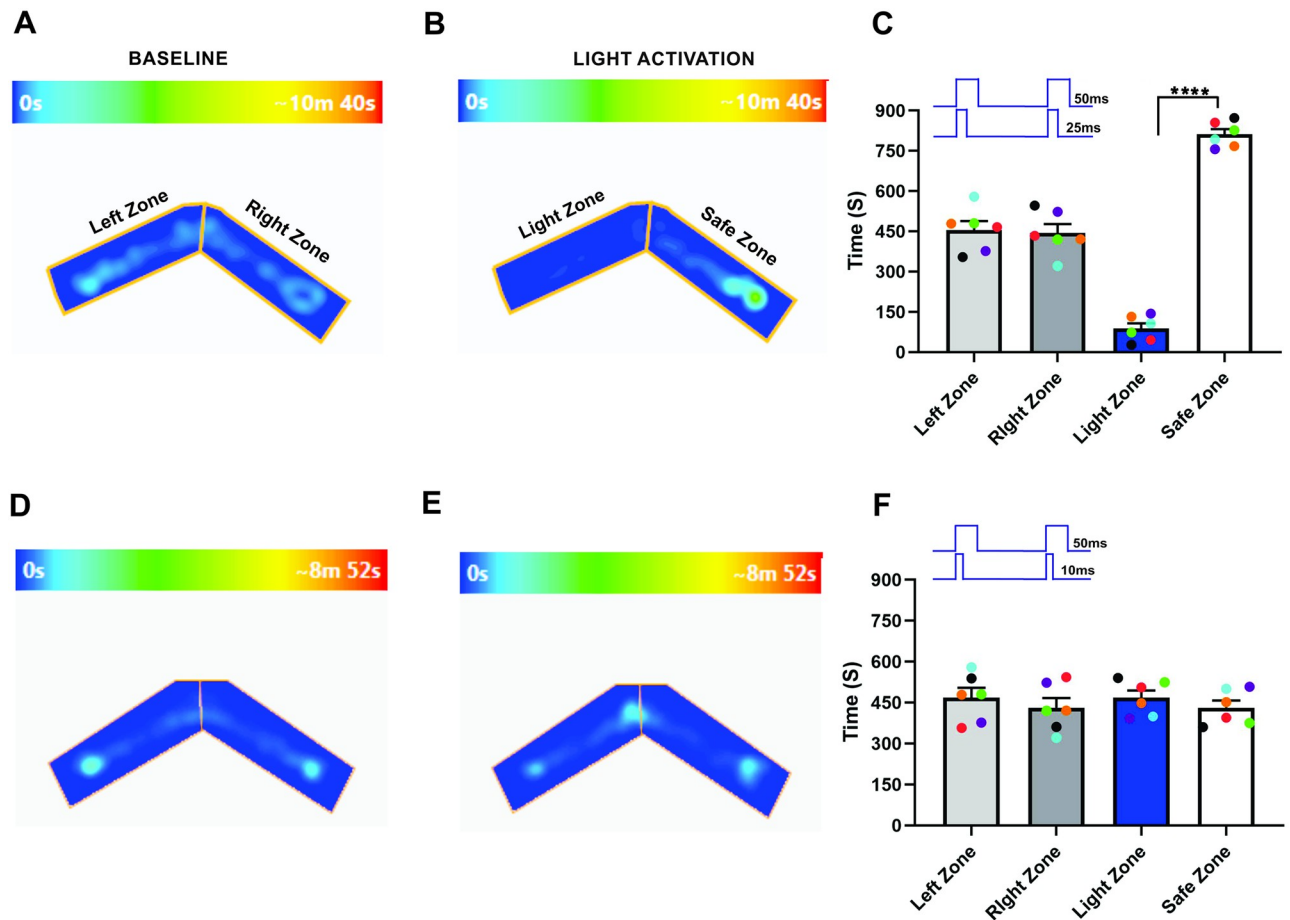 A
BASELINE
0s
~10m 40s
Left Zone
Right Zone
B
LIGHT ACTIVATION
0s
~10m 40s
Light Zone
Safe Zone
C
50ms
25ms
****
Time (S)
900
750
600
450
300
150
0
Left Zone
RIght Zone
Light Zone
Safe Zone
D
0s
~8m 52s
E
0s
~8m 52s
F
50ms
10ms
Time (S)
900
750
600
450
300
150
0
Left Zone
RIght Zone
Light Zone
Safe Zone